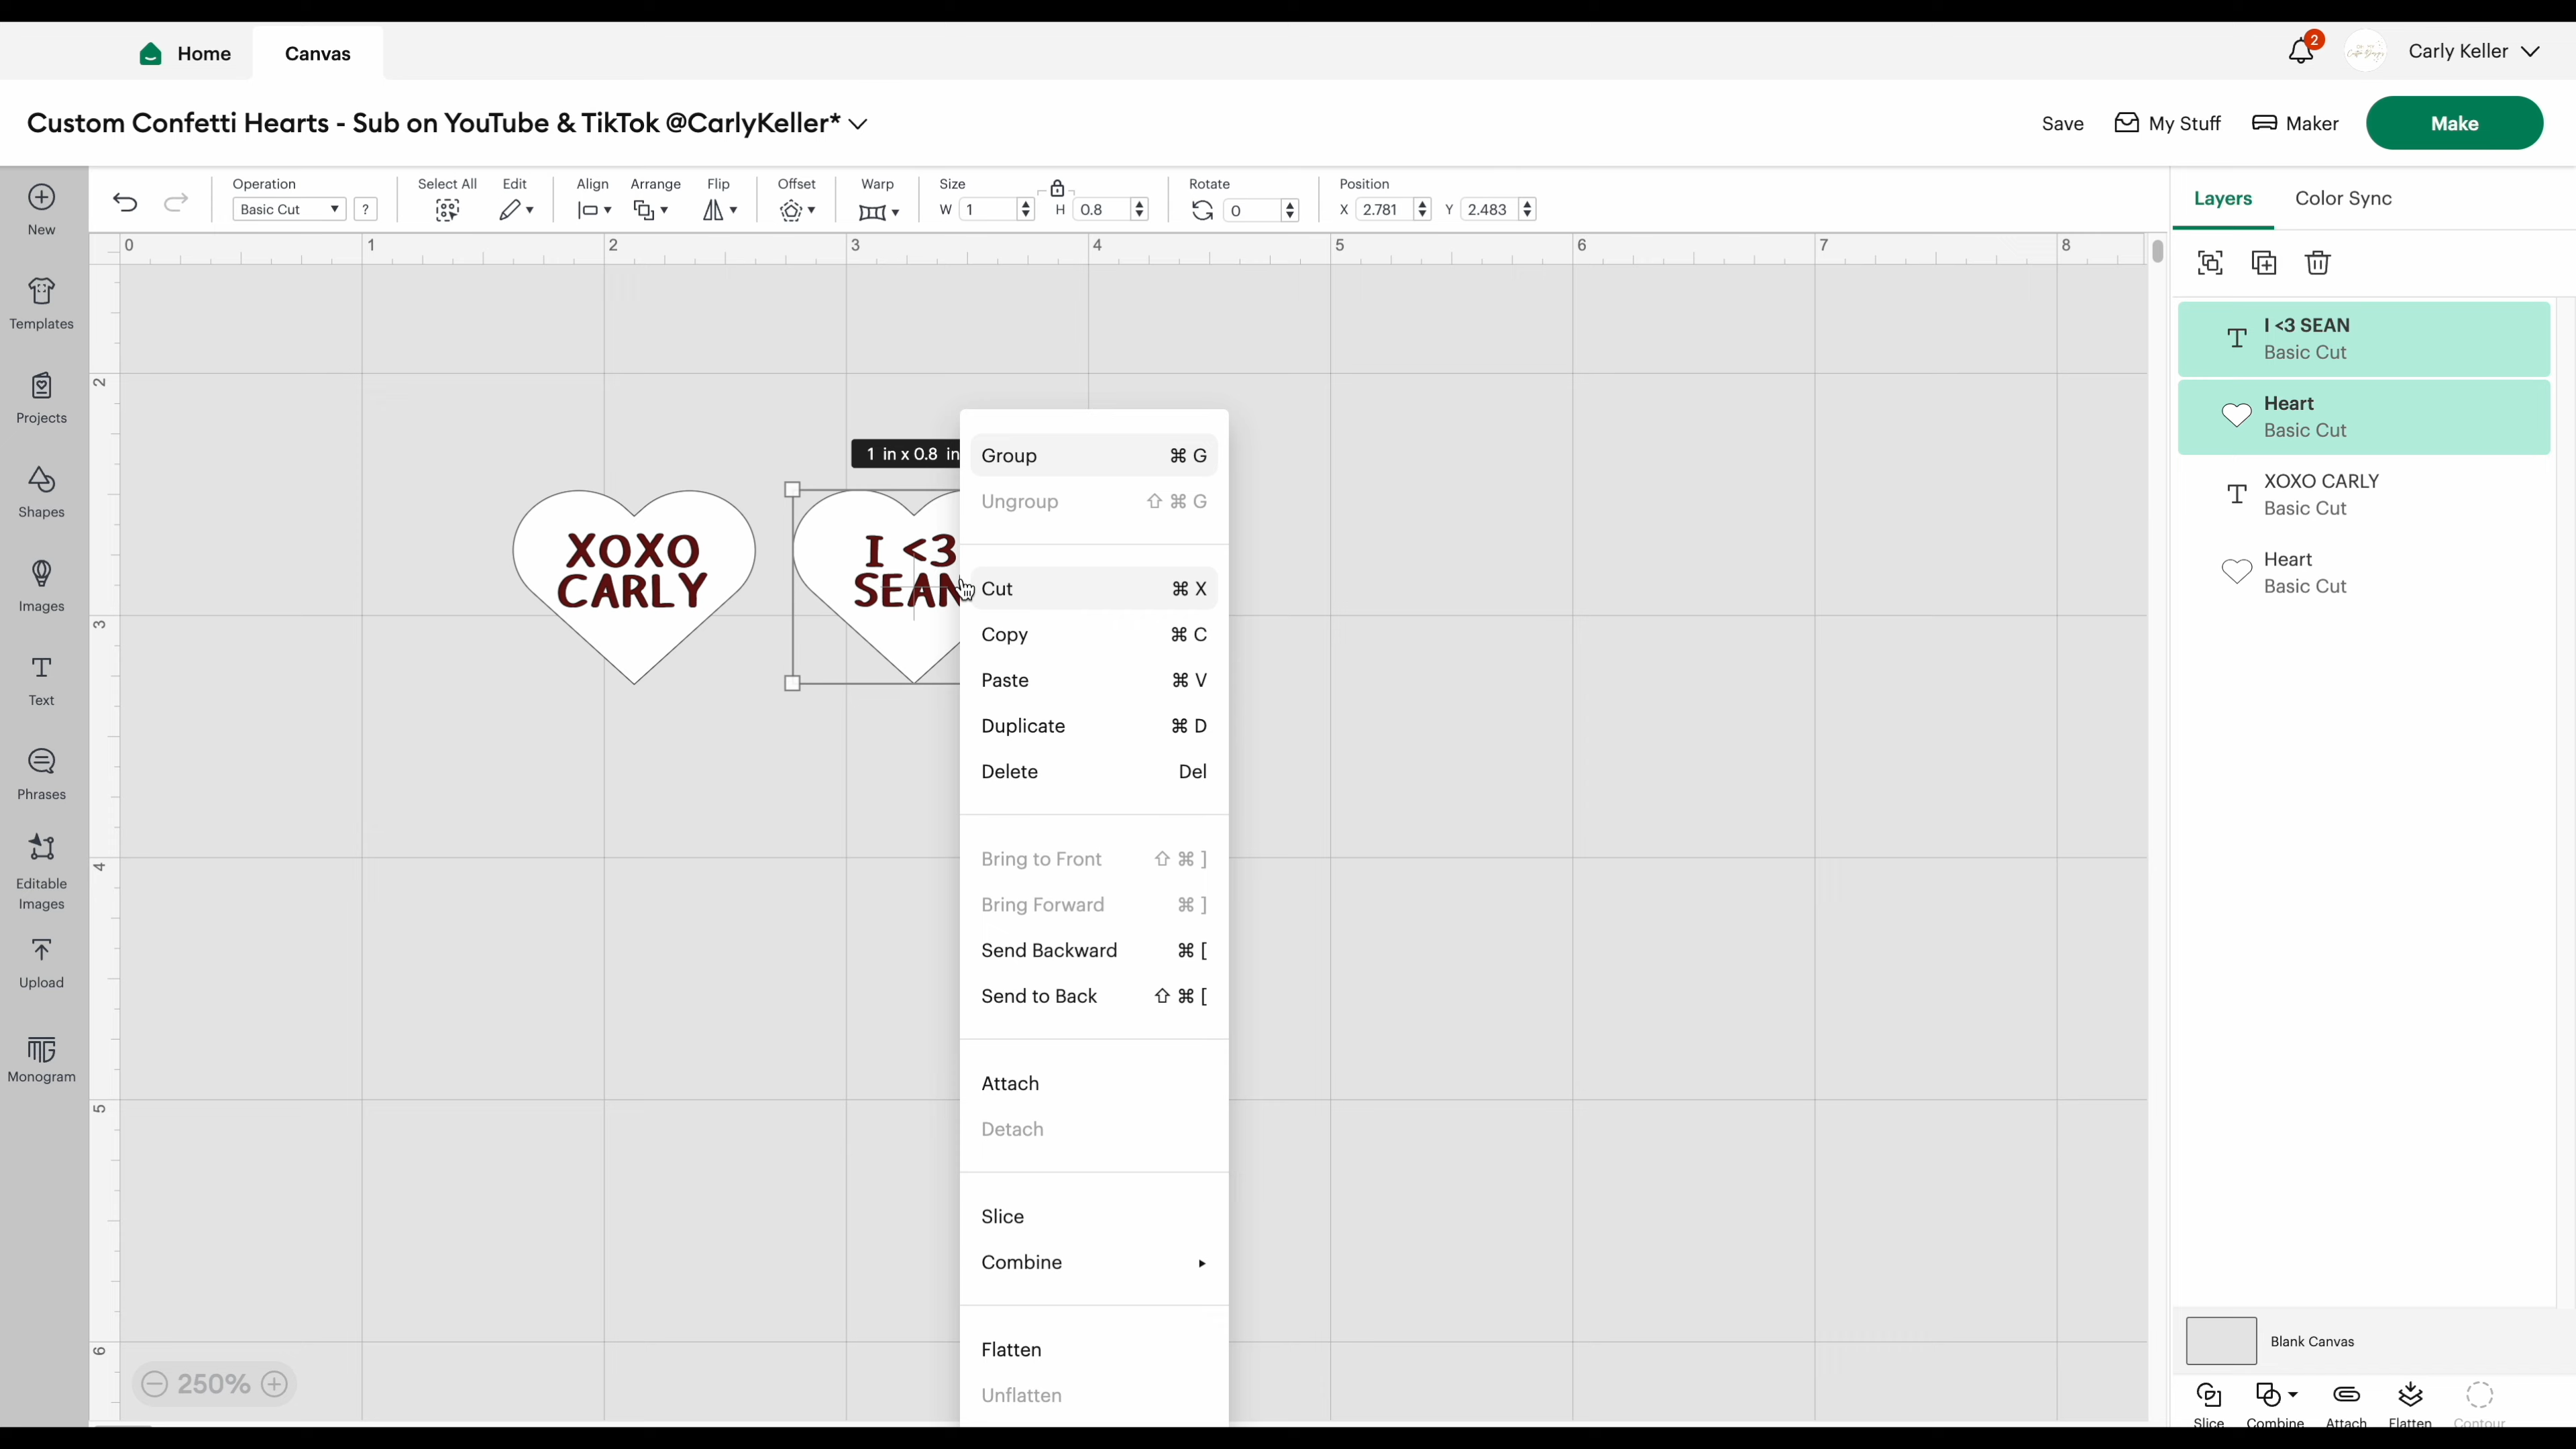 Home
Canvas
2
Carly Keller
Custom Confetti Hearts - Sub on YouTube & TikTok @CarlyKeller*
Save
My Stuff
Maker
Make
Operation
Basic Cut
?
Select All
Edit
Align
Arrange
Flip
Offset
Warp
Size
W 1
H 0.8
Rotate
0
Position
X 2.781
Y 2.483
Layers
Color Sync
New
Templates
Projects
Shapes
Images
Text
Phrases
Editable
Images
Upload
Monogram
0 1 2 3 4 5 6 7 8
2
3
4
5
6
1 in x 0.8 in
XOXO
CARLY
I <3
SEAN
Group ⌘ G
Ungroup ⇧ ⌘ G
Cut ⌘ X
Copy ⌘ C
Paste ⌘ V
Duplicate ⌘ D
Delete Del
Bring to Front ⇧ ⌘ ]
Bring Forward ⌘ ]
Send Backward ⌘ [
Send to Back ⇧ ⌘ [
Attach
Detach
Slice
Combine
Flatten
Unflatten
I <3 SEAN
Basic Cut
Heart
Basic Cut
XOXO CARLY
Basic Cut
Heart
Basic Cut
250%
Blank Canvas
Slice
Combine
Attach
Flatten
Contour